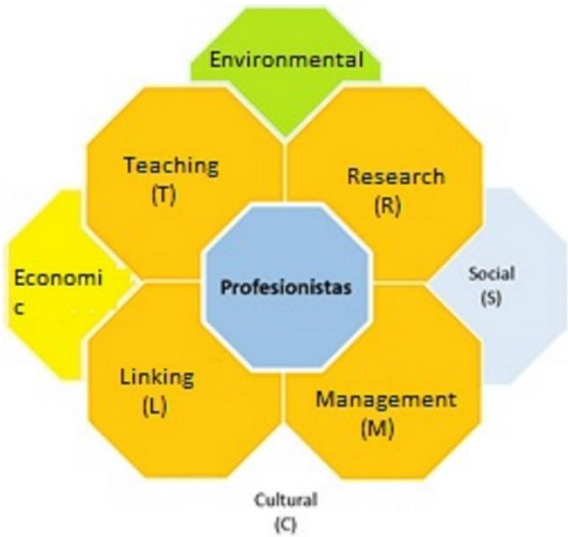 Environmental
Teaching
(T)
Research
(R)
Economi
c
Social
(S)
Profesionistas
Linking
(L)
Management
(M)
Cultural
(C)